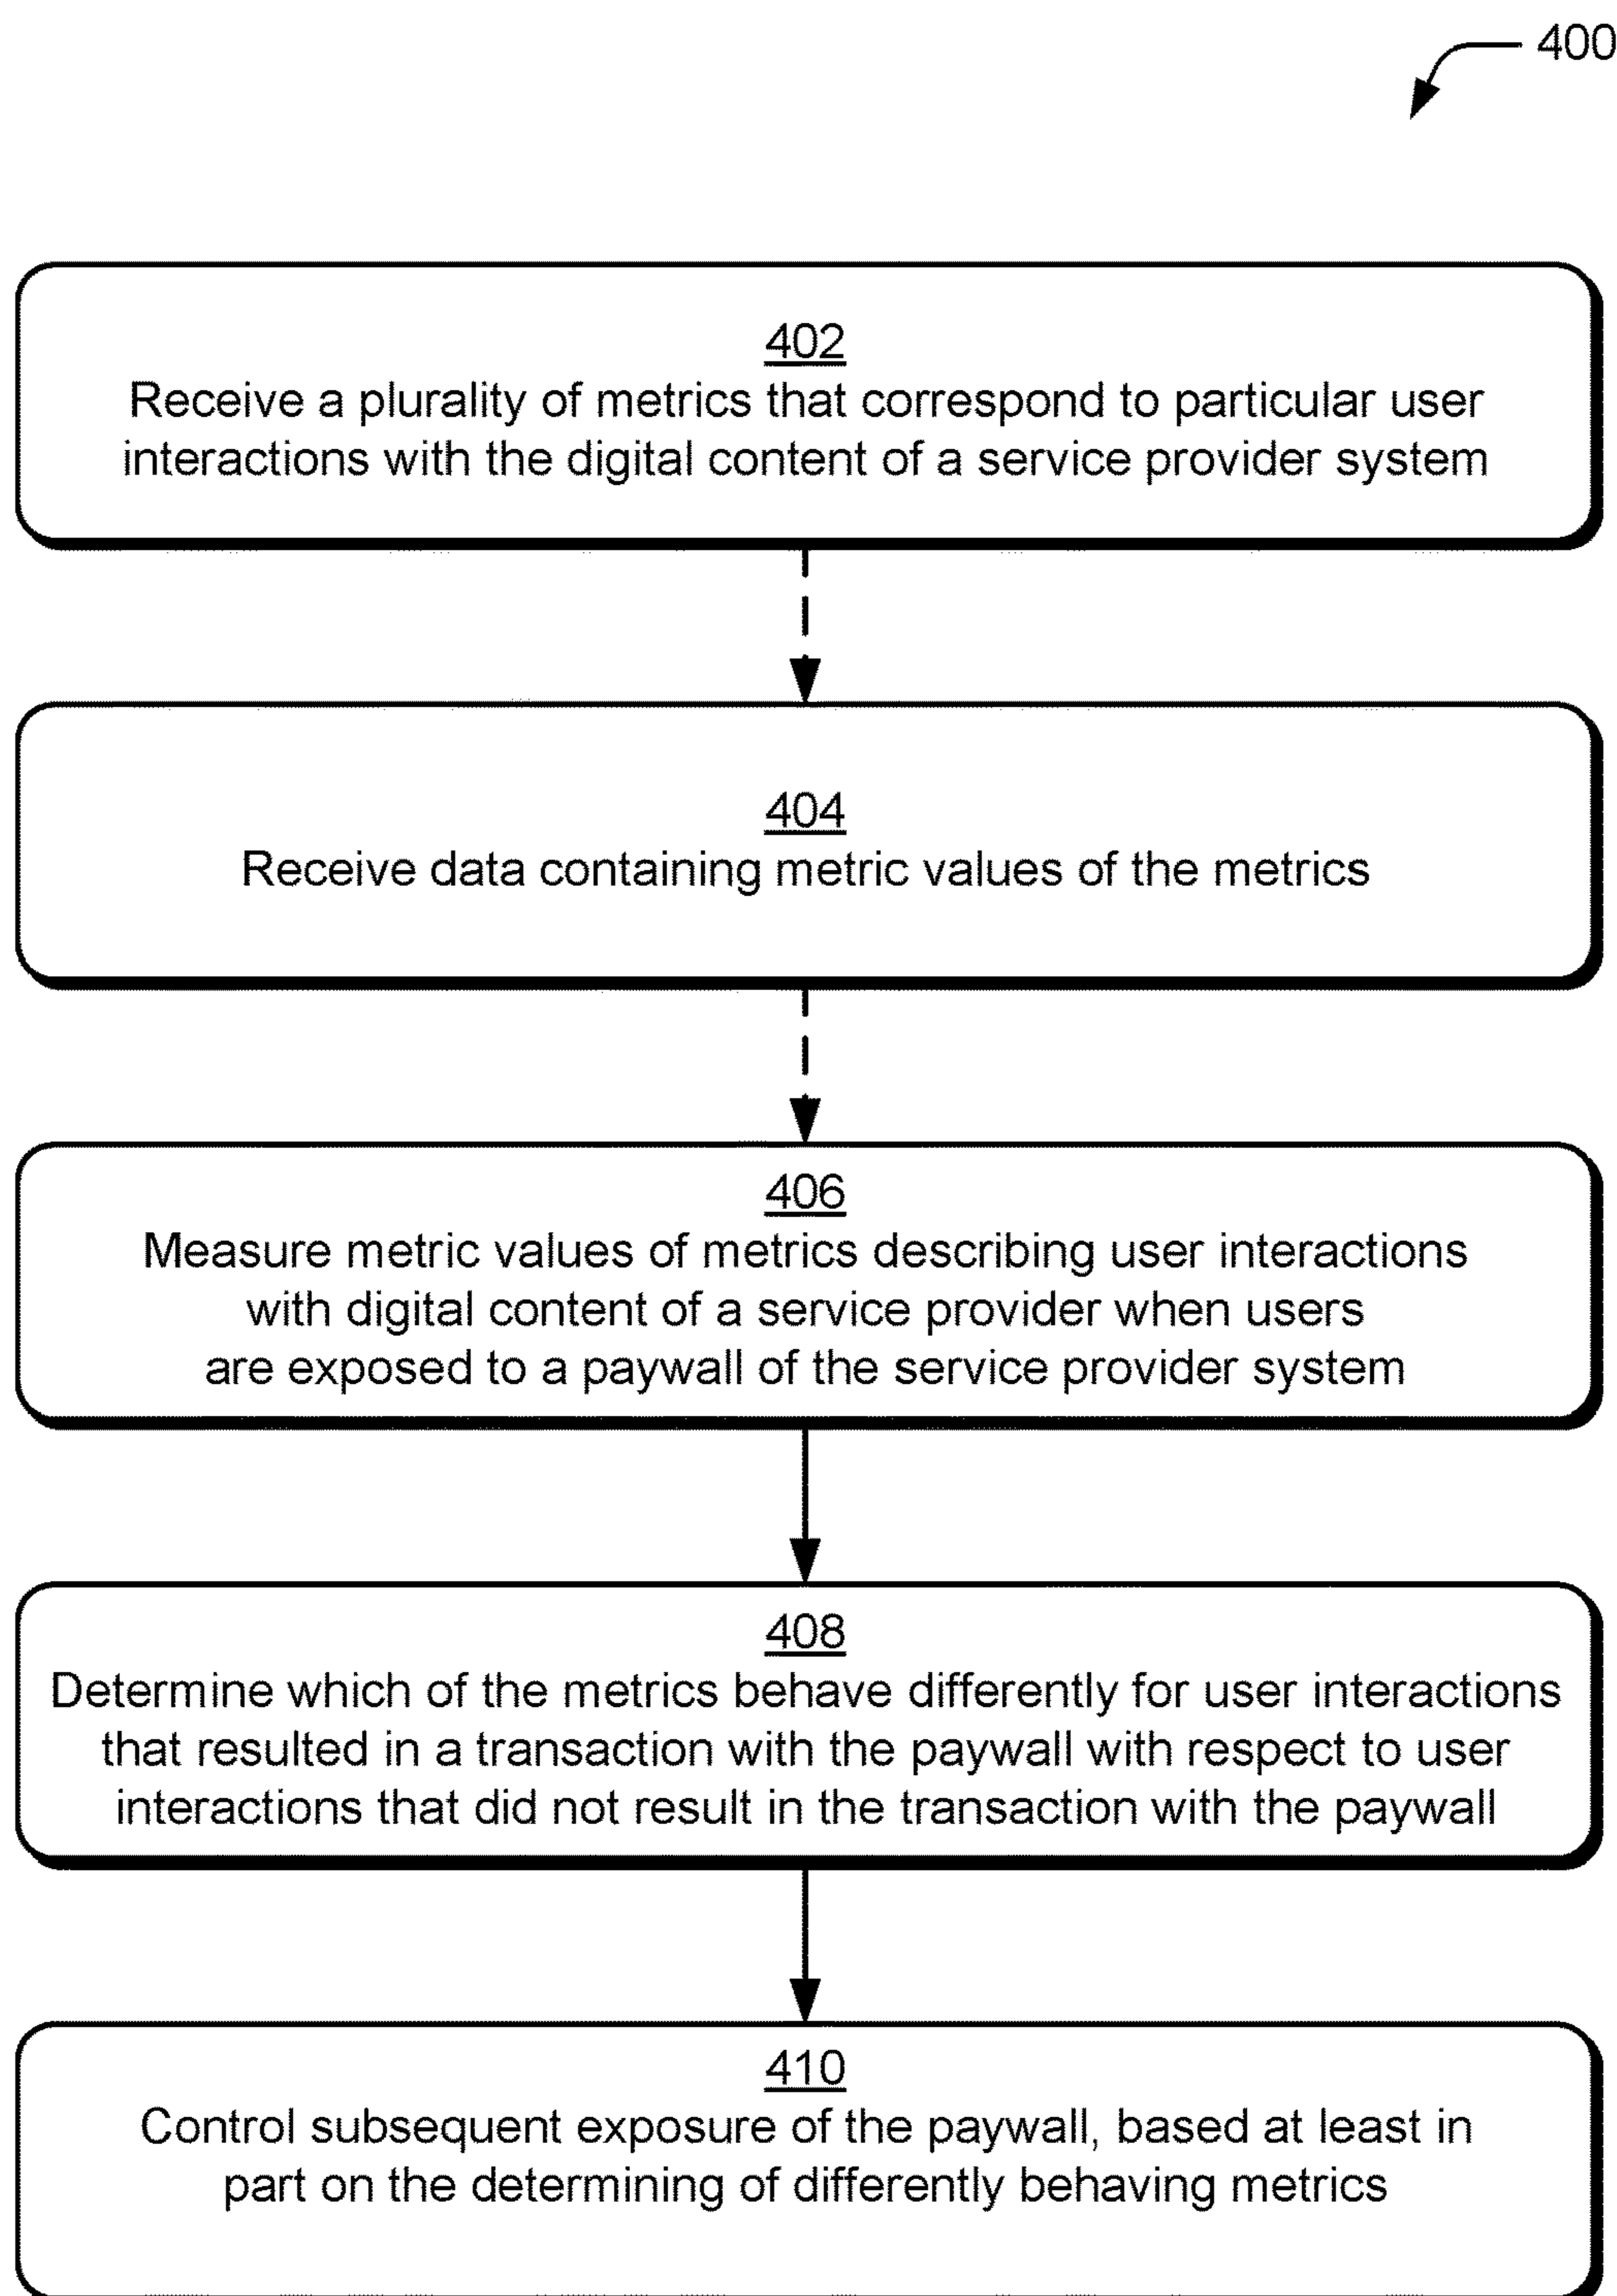 400
402
Receive a plurality of metrics that correspond to particular user
interactions with the digital content of a service provider system
404
Receive data containing metric values of the metrics
406
Measure metric values of metrics describing user interactions
with digital content of a service provider when users
are exposed to a paywall of the service provider system
408
Determine which of the metrics behave differently for user interactions
that resulted in a transaction with the paywall with respect to user
interactions that did not result in the transaction with the paywall
410
Control subsequent exposure of the paywall, based at least in
part on the determining of differently behaving metrics